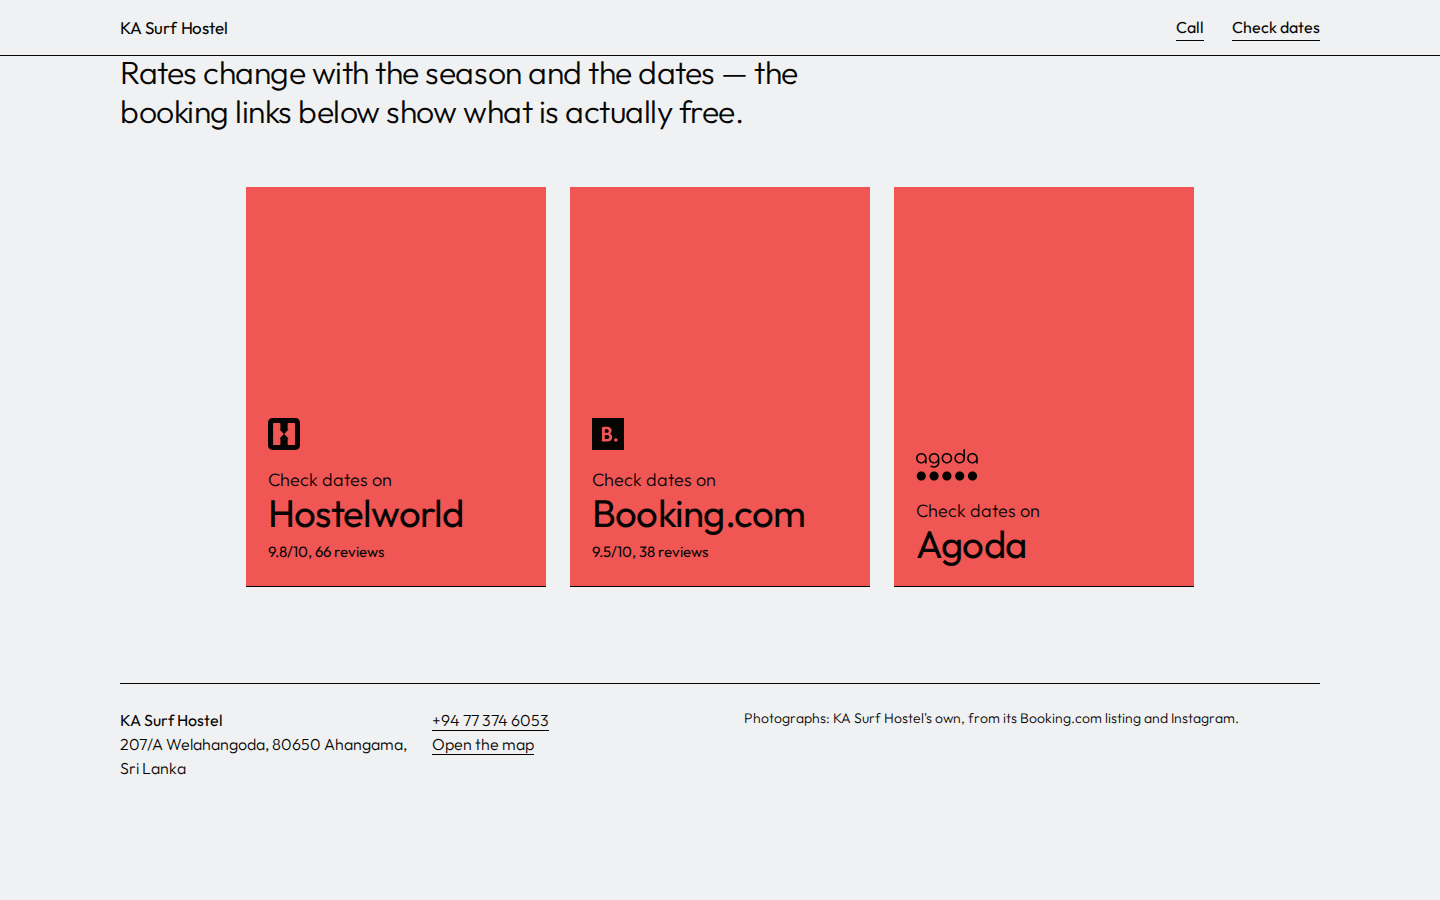 KA Surf Hostel
Call
Check dates
Rates change with the season and the dates — the
booking links below show what is actually free.
Check dates on
Hostelworld
9.8/10, 66 reviews
B.
Check dates on
Booking.com
9.5/10, 38 reviews
agoda
Check dates on
Agoda
KA Surf Hostel
207/A Welahangoda, 80650 Ahangama,
Sri Lanka
+94 77 374 6053
Open the map
Photographs: KA Surf Hostel's own, from its Booking.com listing and Instagram.